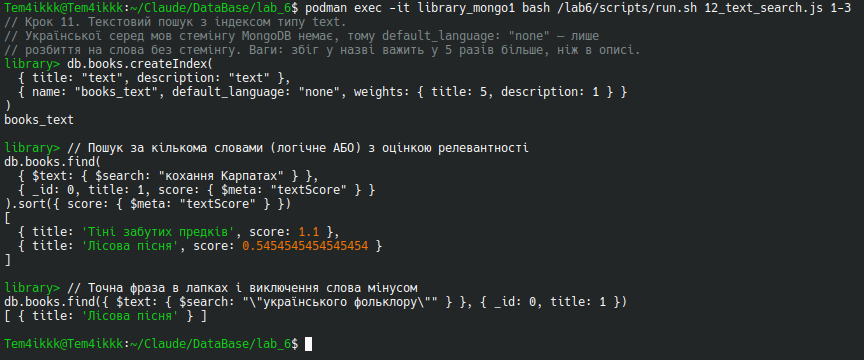 Tem4ikkk@Tem4ikkk:~/Claude/DataBase/lab_6$ podman exec -it library_mongo1 bash /lab6/scripts/run.sh 12_text_search.js 1-3
// Крок 11. Текстовий пошук з індексом типу text.
// Української серед мов стемінгу MongoDB немає, тому default_language: "none" — лише
// розбиття на слова без стемінгу. Ваги: збіг у назві важить у 5 разів більше, ніж в описі.
library> db.books.createIndex(
  { title: "text", description: "text" },
  { name: "books_text", default_language: "none", weights: { title: 5, description: 1 } }
)
books_text
library> // Пошук за кількома словами (логічне АБО) з оцінкою релевантності
db.books.find(
  { $text: { $search: "кохання Карпатах" } },
  { _id: 0, title: 1, score: { $meta: "textScore" } }
).sort({ score: { $meta: "textScore" } })
[
  { title: 'Тіні забутих предків', score: 1.1 },
  { title: 'Лісова пісня', score: 0.5454545454545454 }
]
library> // Точна фраза в лапках і виключення слова мінусом
db.books.find({ $text: { $search: "\"українського фольклору\"" } }, { _id: 0, title: 1 })
[ { title: 'Лісова пісня' } ]
Tem4ikkk@Tem4ikkk:~/Claude/DataBase/lab_6$